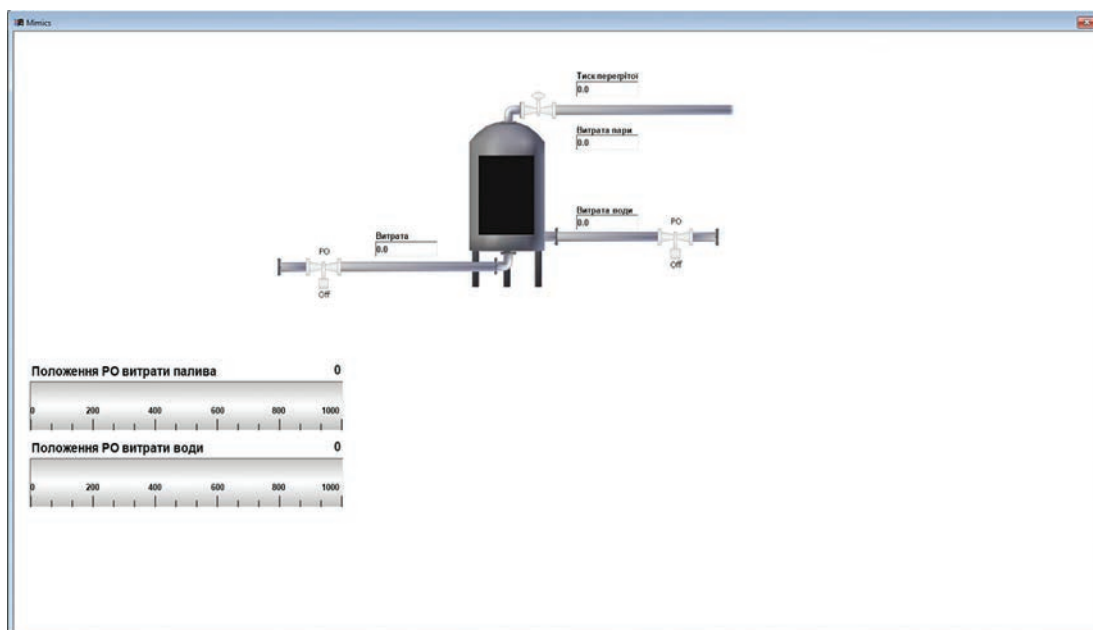 Mimics
Тиск перегрітої
0.0
Витрата пари
0.0
Витрата води
0.0
РО
Off
Витрата
0.0
РО
Off
Положення РО витрати палива 0
0 200 400 600 800 1000
Положення РО витрати води 0
0 200 400 600 800 1000